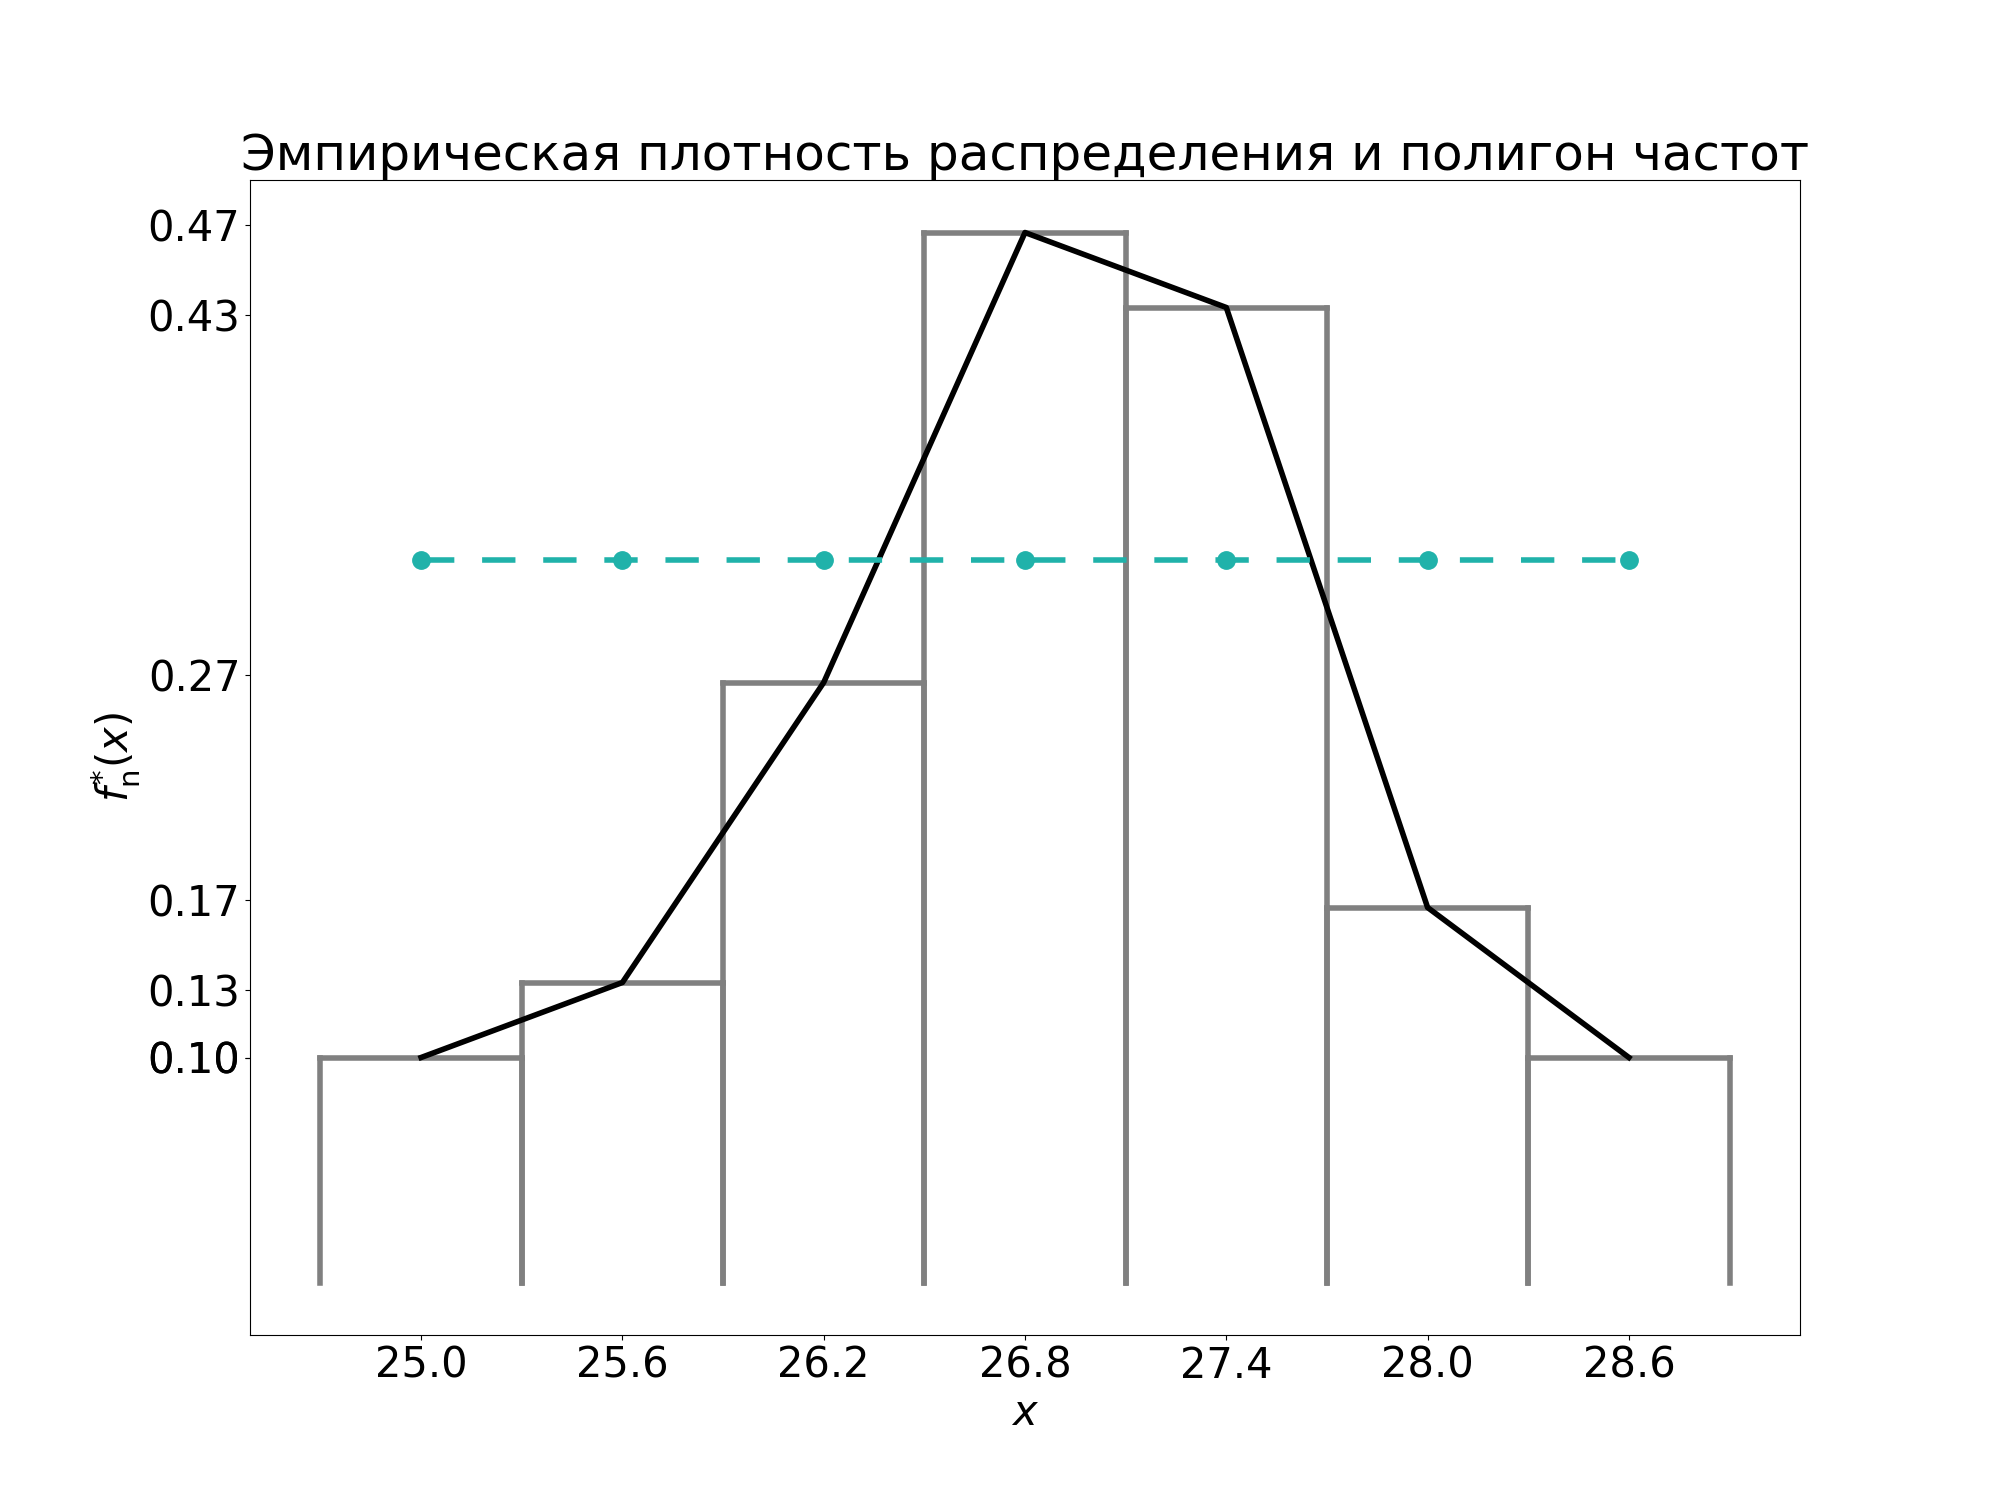 Эмпирическая плотность распределения и полигон частот
0.47
0.43
0.27
0.17
0.13
0.10
f*n(x)
25.0 25.6 26.2 26.8 27.4 28.0 28.6
x